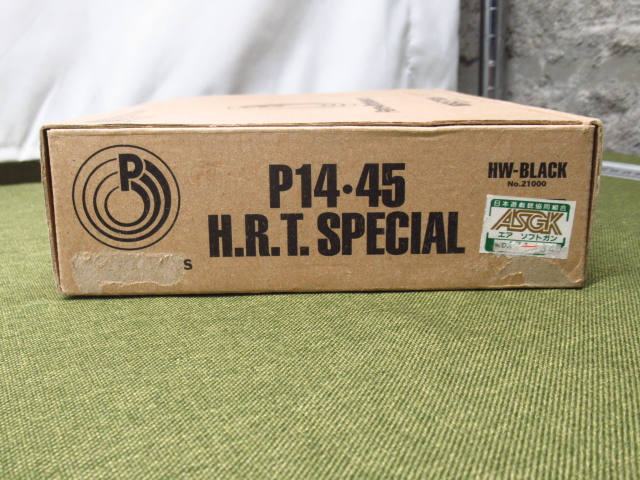 P
S
P14・45
H.R.T. SPECIAL
HW-BLACK
No.21000
日本遊戯銃協同組合
ASGK
エアソフトガン